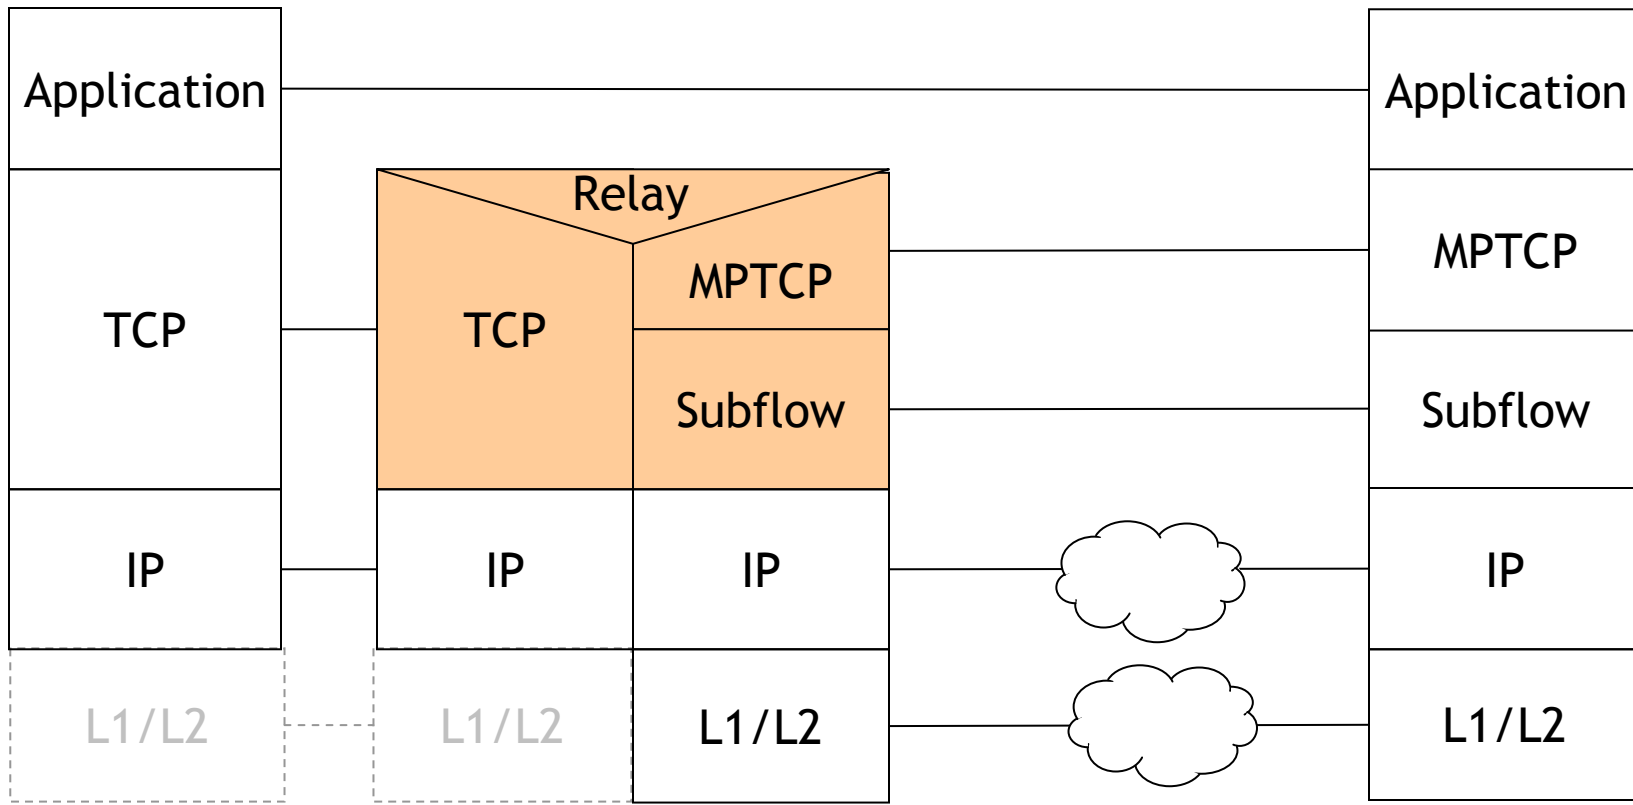 Application
Application
Relay
MPTCP
MPTCP
TCP
TCP
Subflow
Subflow
IP
IP
IP
IP
L1/L2
L1/L2
L1/L2
L1/L2